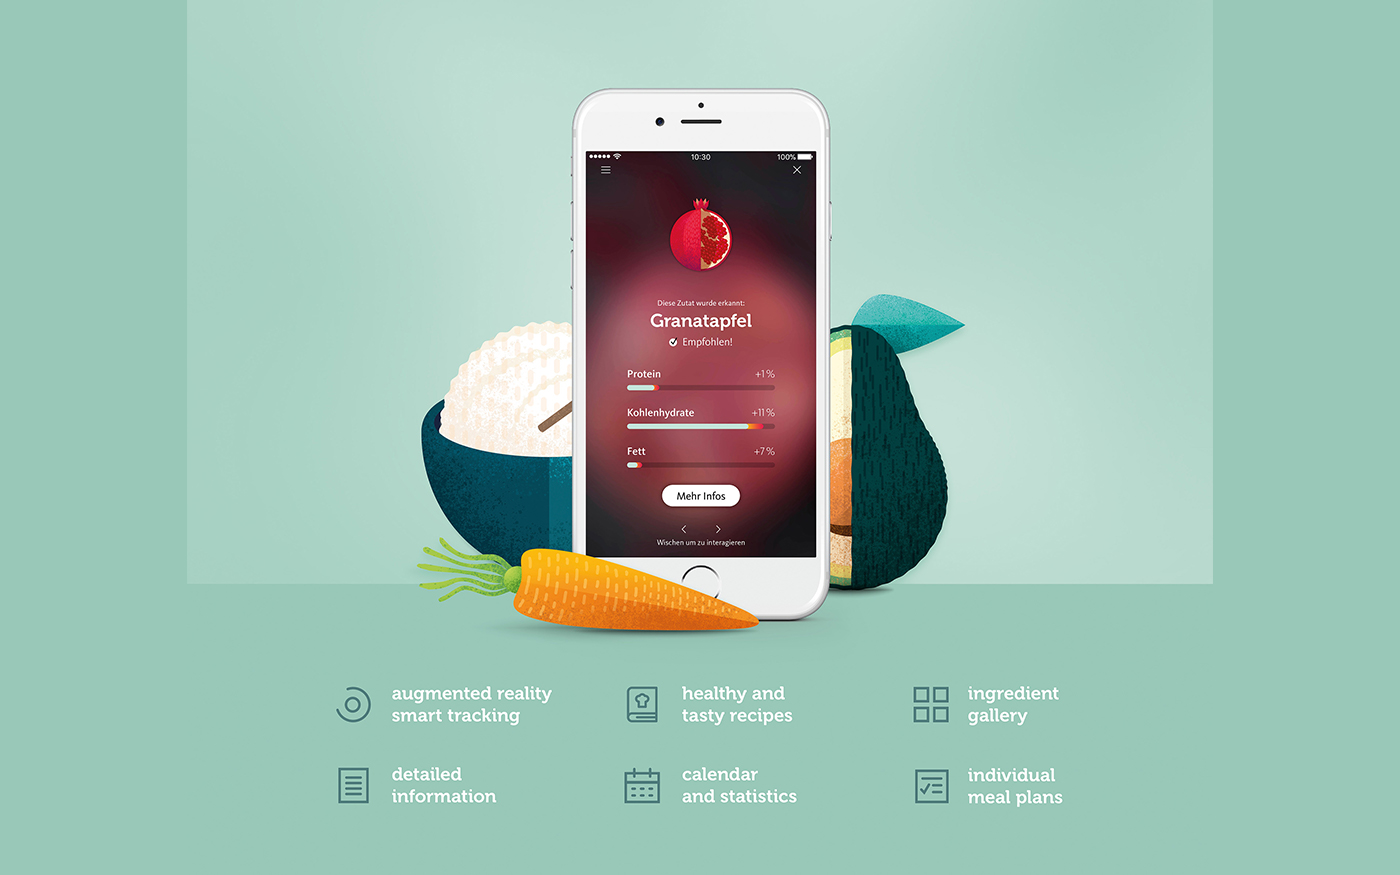 10:30
100%
Diese Zutat wurde erkannt:
Granatapfel
Empfohlen!
Protein +1%
Kohlenhydrate +11%
Fett +7%
Mehr Infos
Wischen um zu interagieren
augmented reality
smart tracking
healthy and
tasty recipes
ingredient
gallery
detailed
information
calendar
and statistics
individual
meal plans